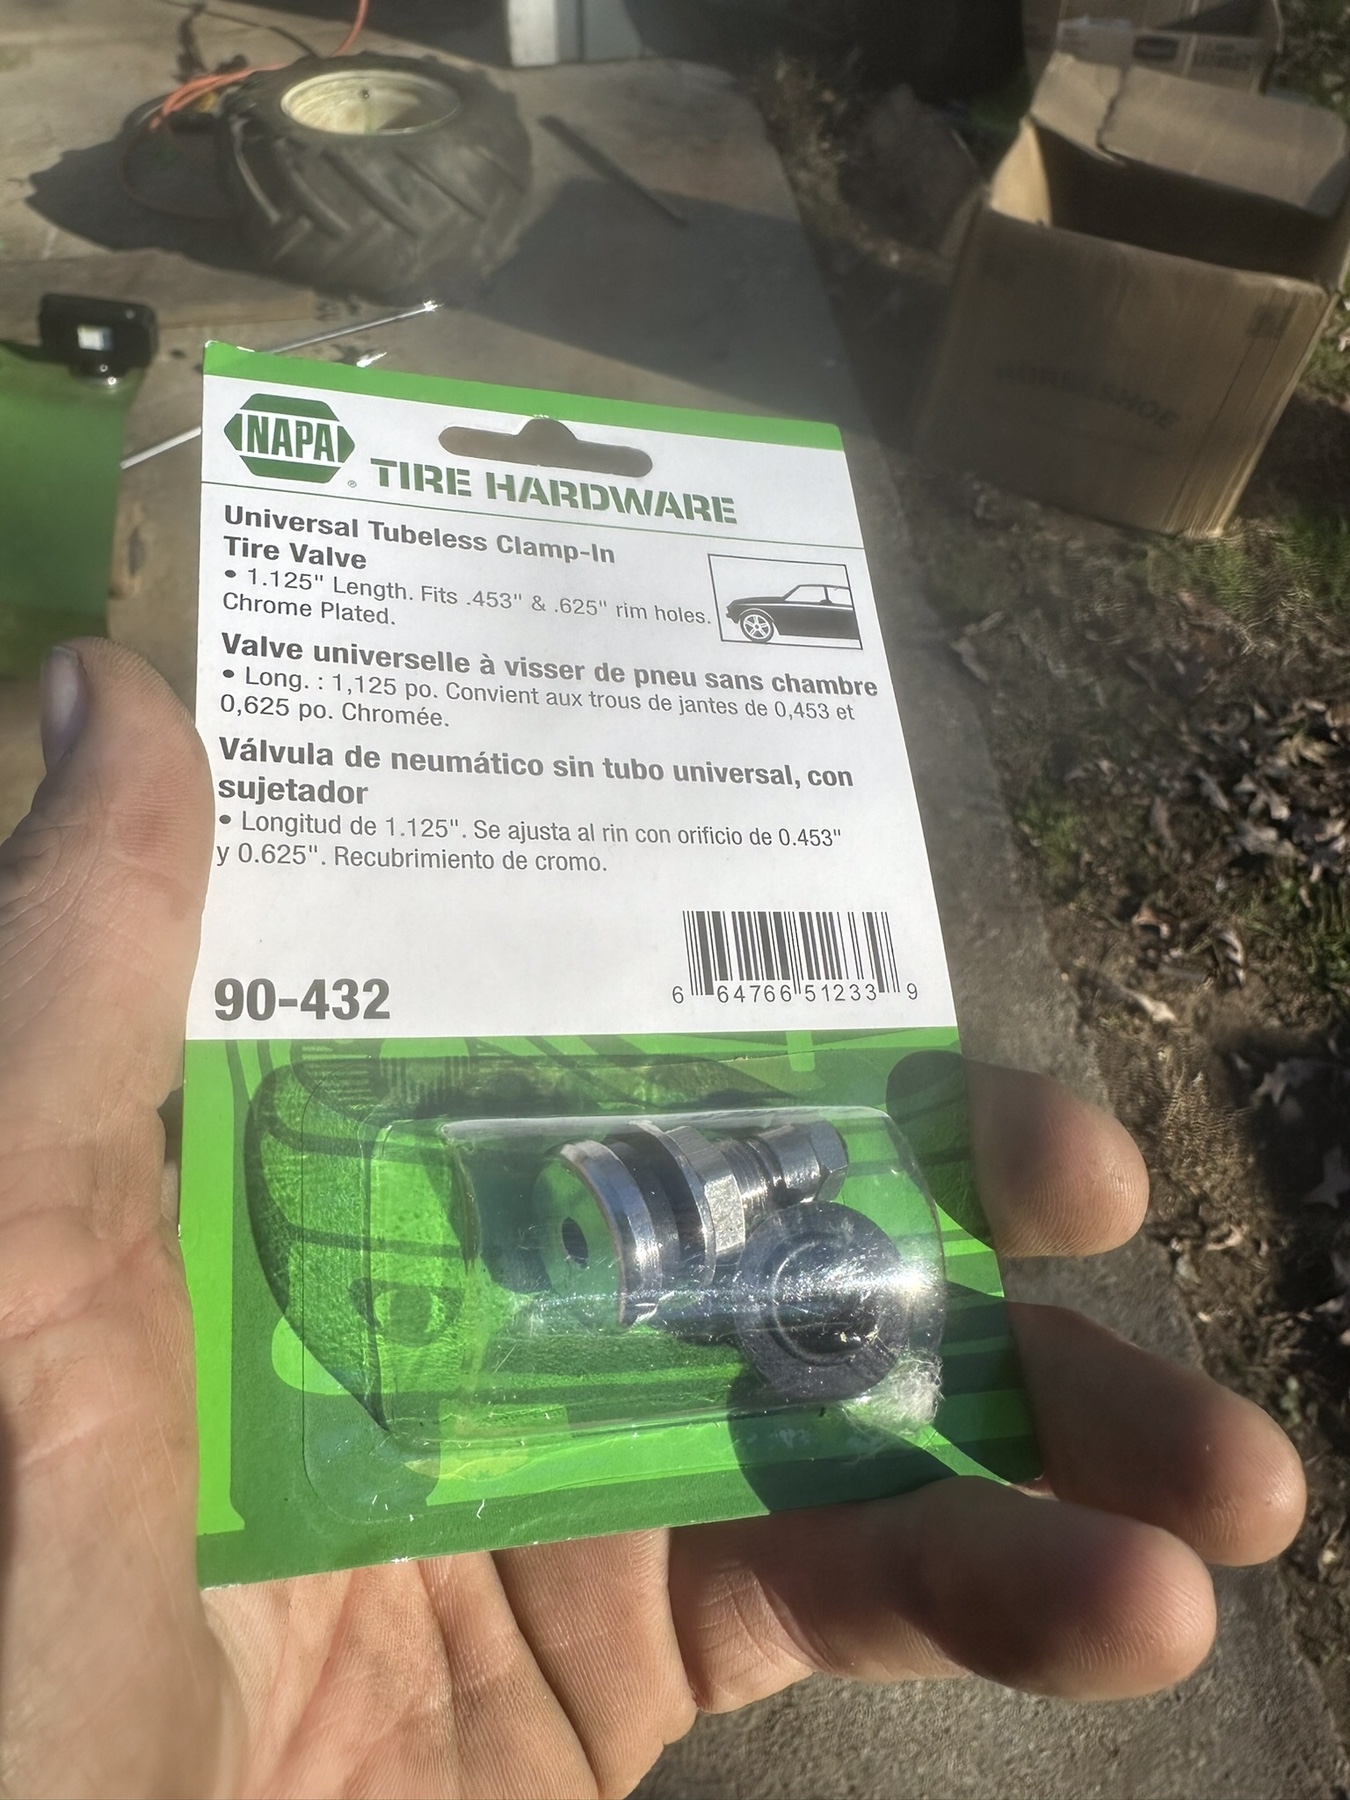 NAPA
®
TIRE HARDWARE
Universal Tubeless Clamp-In
Tire Valve
• 1.125" Length. Fits .453" & .625" rim holes.
Chrome Plated.
Valve universelle à visser de pneu sans chambre
• Long. : 1,125 po. Convient aux trous de jantes de 0,453 et
0,625 po. Chromée.
Válvula de neumático sin tubo universal, con
sujetador
• Longitud de 1.125". Se ajusta al rin con orificio de 0.453"
y 0.625". Recubrimiento de cromo.
90-432
6 64766 51233 9